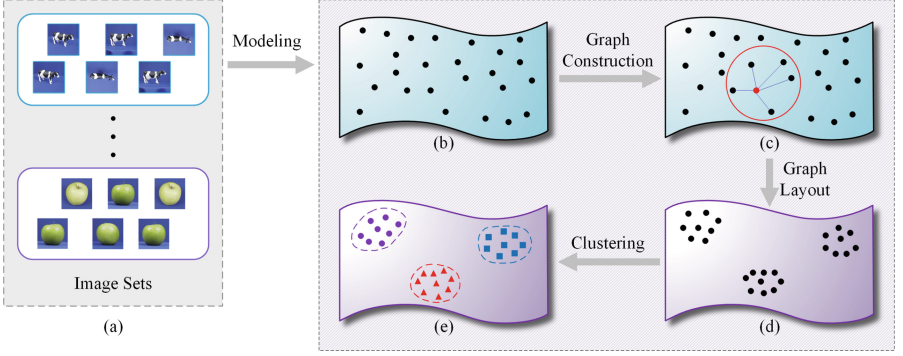 Modeling
Graph
Construction
(b)
(c)
Graph
Layout
Clustering
Image Sets
(a)
(e)
(d)